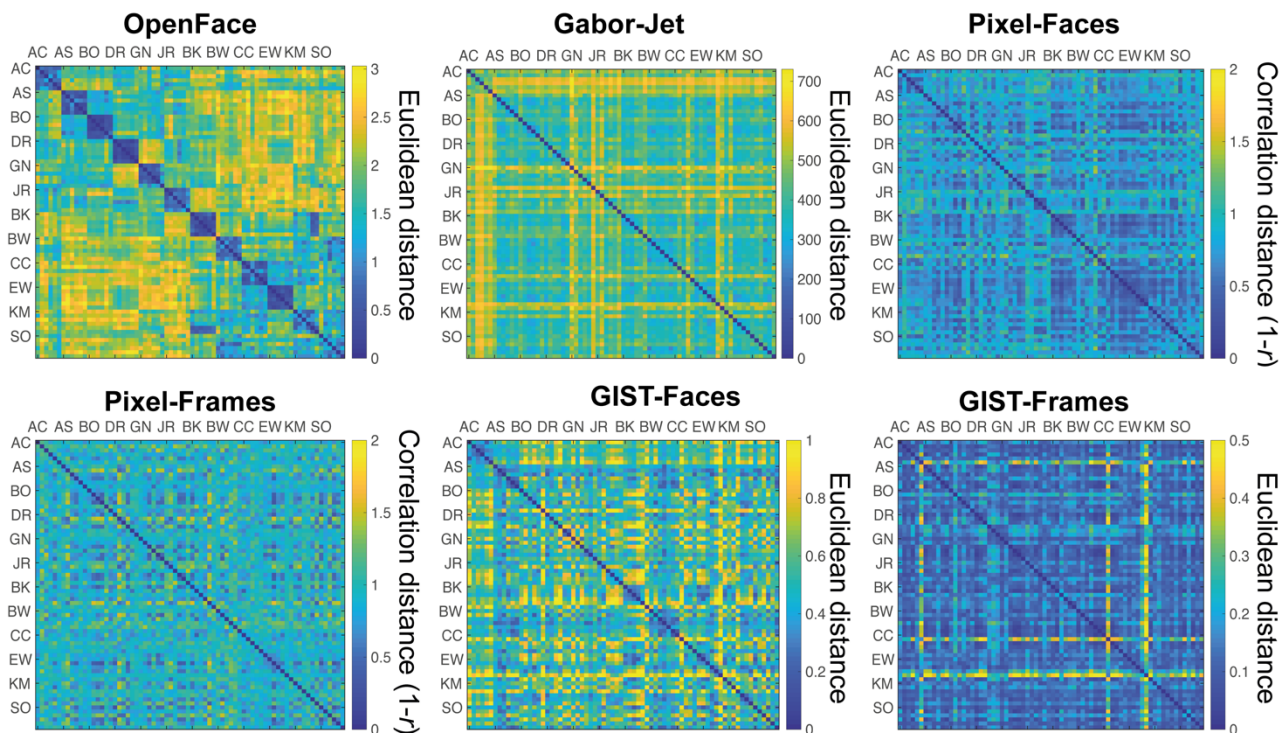 OpenFace
AC AS BO DR GN JR BK BW CC EW KM SO
AC
AS
BO
DR
GN
JR
BK
BW
CC
EW
KM
SO
3
2.5
2
1.5
1
0.5
0
Euclidean distance
Gabor-Jet
AC AS BO DR GN JR BK BW CC EW KM SO
AC
AS
BO
DR
GN
JR
BK
BW
CC
EW
KM
SO
700
600
500
400
300
200
100
0
Euclidean distance
Pixel-Faces
AC AS BO DR GN JR BK BW CC EW KM SO
AC
AS
BO
DR
GN
JR
BK
BW
CC
EW
KM
SO
2
1.5
1
0.5
0
Correlation distance (1-r)
Pixel-Frames
AC AS BO DR GN JR BK BW CC EW KM SO
AC
AS
BO
DR
GN
JR
BK
BW
CC
EW
KM
SO
2
1.5
1
0.5
0
Correlation distance (1-r)
GIST-Faces
AC AS BO DR GN JR BK BW CC EW KM SO
AC
AS
BO
DR
GN
JR
BK
BW
CC
EW
KM
SO
1
0.8
0.6
0.4
0.2
0
Euclidean distance
GIST-Frames
AC AS BO DR GN JR BK BW CC EW KM SO
AC
AS
BO
DR
GN
JR
BK
BW
CC
EW
KM
SO
0.5
0.4
0.3
0.2
0.1
0
Euclidean distance